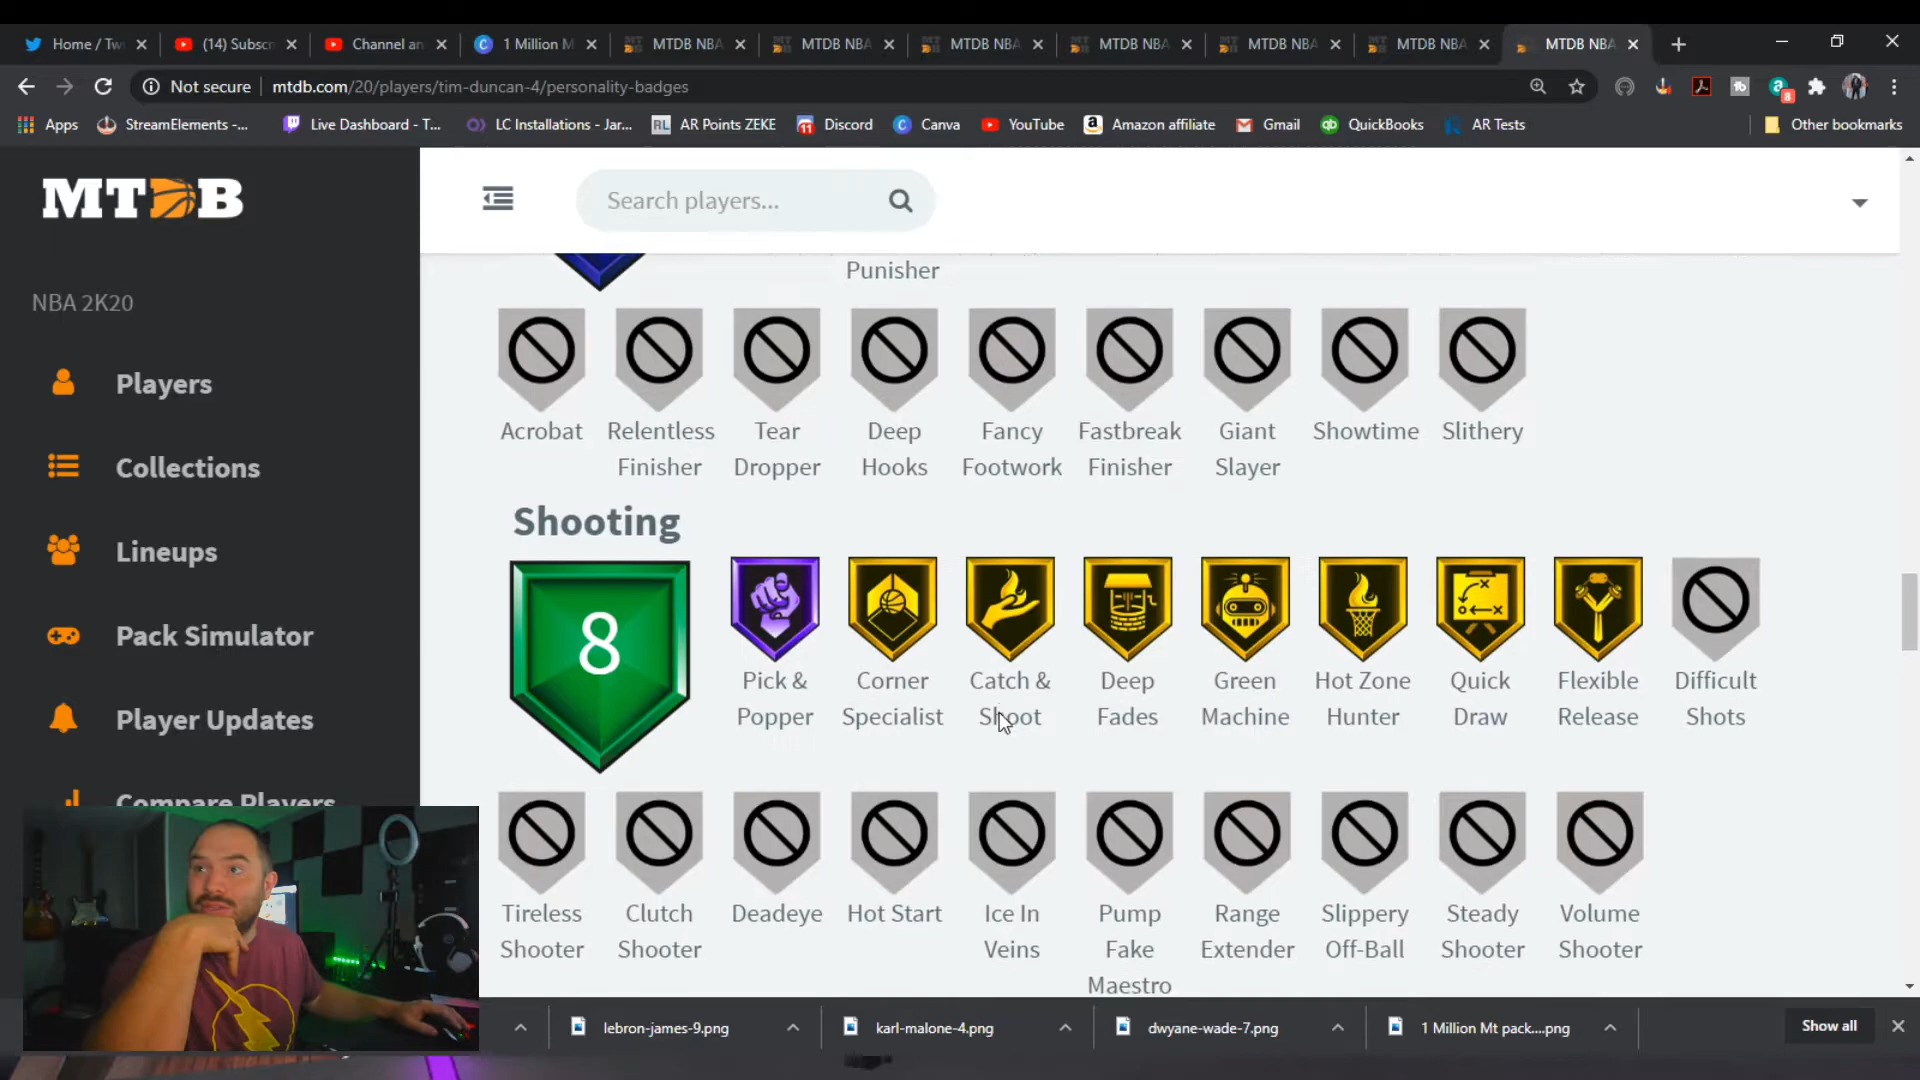 Home / Tw
(14) Subsc
Channel an
1 Million M
MTDB NBA
MTDB NBA
MTDB NBA
MTDB NBA
MTDB NBA
MTDB NBA
MTDB NBA
Not secure
mtdb.com/20/players/tim-duncan-4/personality-badges
8
Apps
StreamElements -...
Live Dashboard - T...
LC Installations - Jar...
RL AR Points ZEKE
11 Discord
Canva
YouTube
Amazon affiliate
Gmail
QuickBooks
AR Tests
Other bookmarks
MTDB
Search players...
NBA 2K20
Players
Collections
Lineups
Pack Simulator
Player Updates
Compare Players
Punisher
Acrobat
Relentless
Finisher
Tear
Dropper
Deep
Hooks
Fancy
Footwork
Fastbreak
Finisher
Giant
Slayer
Showtime
Slithery
Shooting
8
Pick &
Popper
Corner
Specialist
Catch &
Shoot
Deep
Fades
Green
Machine
Hot Zone
Hunter
Quick
Draw
Flexible
Release
Difficult
Shots
Tireless
Shooter
Clutch
Shooter
Deadeye
Hot Start
Ice In
Veins
Pump
Fake
Maestro
Range
Extender
Slippery
Off-Ball
Steady
Shooter
Volume
Shooter
lebron-james-9.png
karl-malone-4.png
dwyane-wade-7.png
1 Million Mt pack....png
Show all